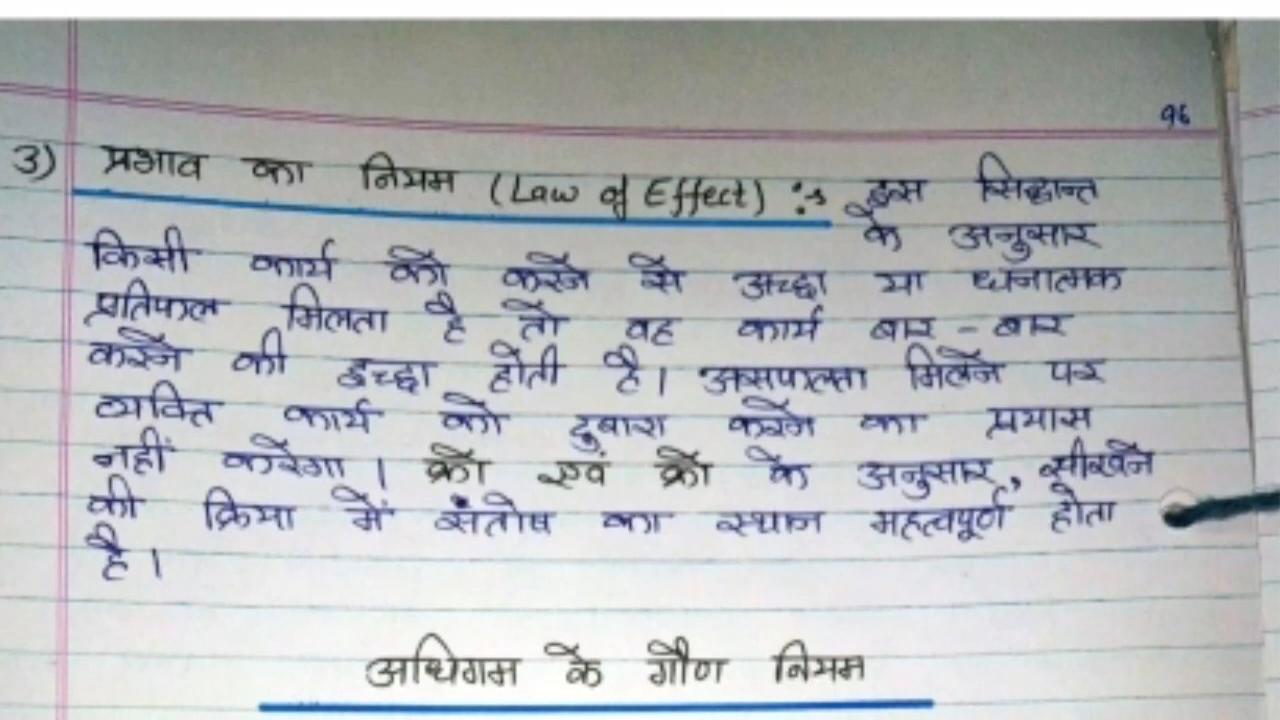 १६
3) प्रभाव का नियम (Law of Effect) :→ इस सिद्धान्त
के अनुसार
किसी कार्य को करने से अच्छा या धनात्मक
प्रतिफल मिलता है तो वह कार्य बार - बार
करने की इच्छा होती है। असफलता मिलने पर
व्यक्ति कार्य को दुबारा करने का प्रयास
नहीं करेगा। क्रो एवं क्रो के अनुसार, सीखने
की क्रिया में संतोष का स्थान महत्वपूर्ण होता
है।
अधिगम के गौण नियम